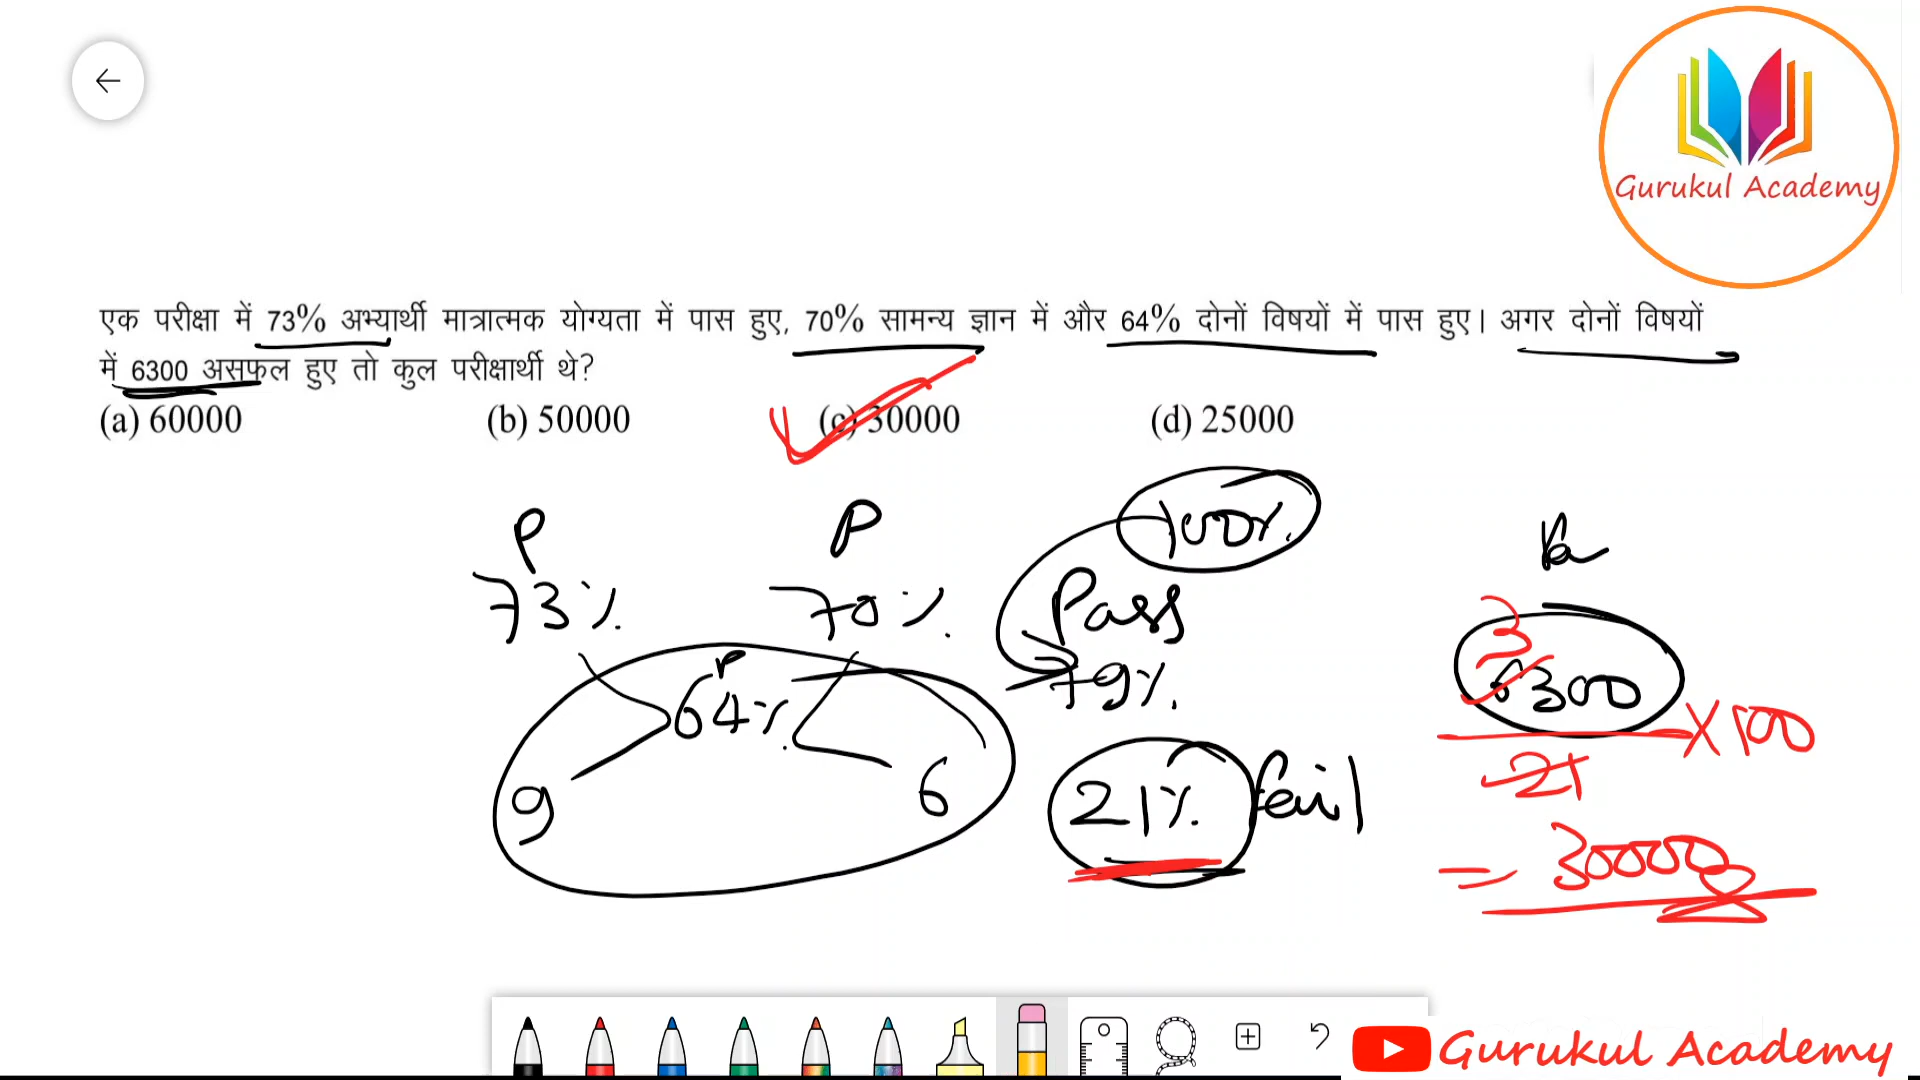 Gurukul Academy
एक परीक्षा में 73% अभ्यार्थी मात्रात्मक योग्यता में पास हुए, 70% सामन्य ज्ञान में और 64% दोनों विषयों में पास हुए। अगर दोनों विषयों
में 6300 असफल हुए तो कुल परीक्षार्थी थे?
(a) 60000 (b) 50000 (c) 30000 (d) 25000
P P 100%
73% 70% Pass
P
64% 79%
3
6300 × 100
21
9 6 21% fail
= 30000
Gurukul Academy